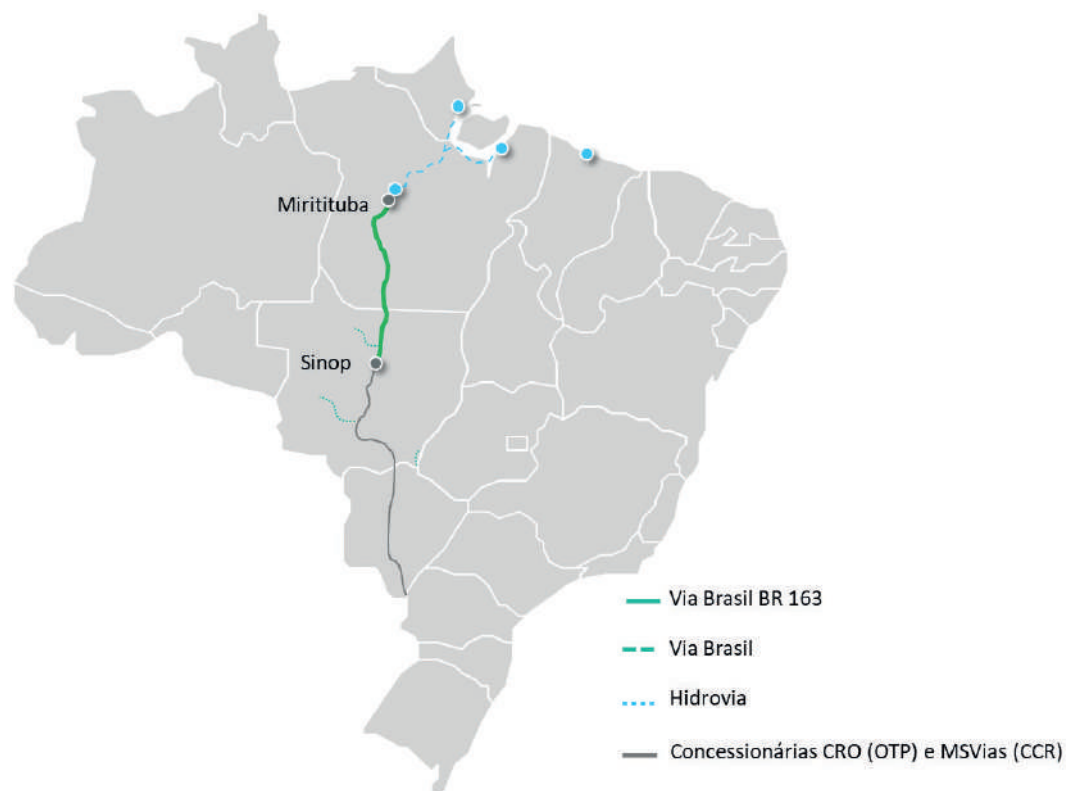 Miritituba
Sinop
Via Brasil BR 163
Via Brasil
Hidrovia
Concessionárias CRO (OTP) e MSVias (CCR)